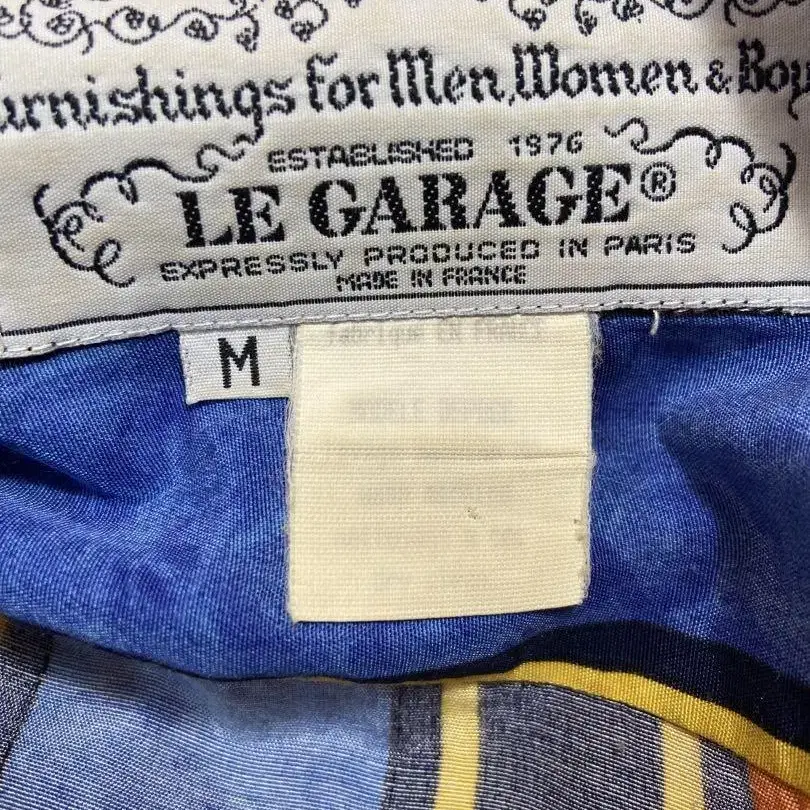 urnishings for Men, Women & Boy
ESTABLISHED 1976
LE GARAGE®
EXPRESSLY PRODUCED IN PARIS
MADE IN FRANCE
M